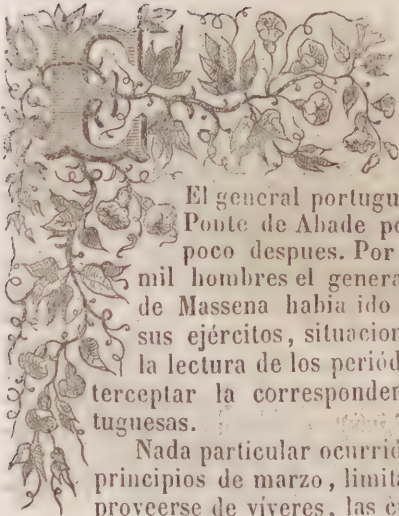 E
El general portugu
Ponte de Abade po
poco despues. Por
mil hombres el genera
de Massena habia ido
sus ejércitos, situacion
la lectura de los periód
terceptar la corresponden
tuguesas.
Nada particular ocurrió
principios de marzo, limita
proveerse de víveres, las c